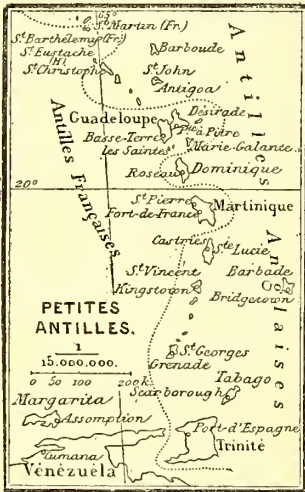 65°
St Martin (Fr.)
St Barthélemy (Fr.)
St Eustache
(H)
Barboude
St Christophe
St John
Antigoa
Antilles Anglaises
Antilles Françaises
Désirade
Guadeloupe
Pte à Pitre
Basse-Terre
Marie-Galante
les Saintes
Roseau
Dominique
20°
St Pierre
Martinique
Fort-de-France
Castries
Ste Lucie
St Vincent
Barbade
Kingstown
Bridgetown
PETITES
ANTILLES.
1
15.000.000.
St Georges
Grenade
0 50 100 200 k.
Tabago
Scarborough
Margarita
Assomption
Port-d'Espagne
Cumana
Trinité
Vénézuéla